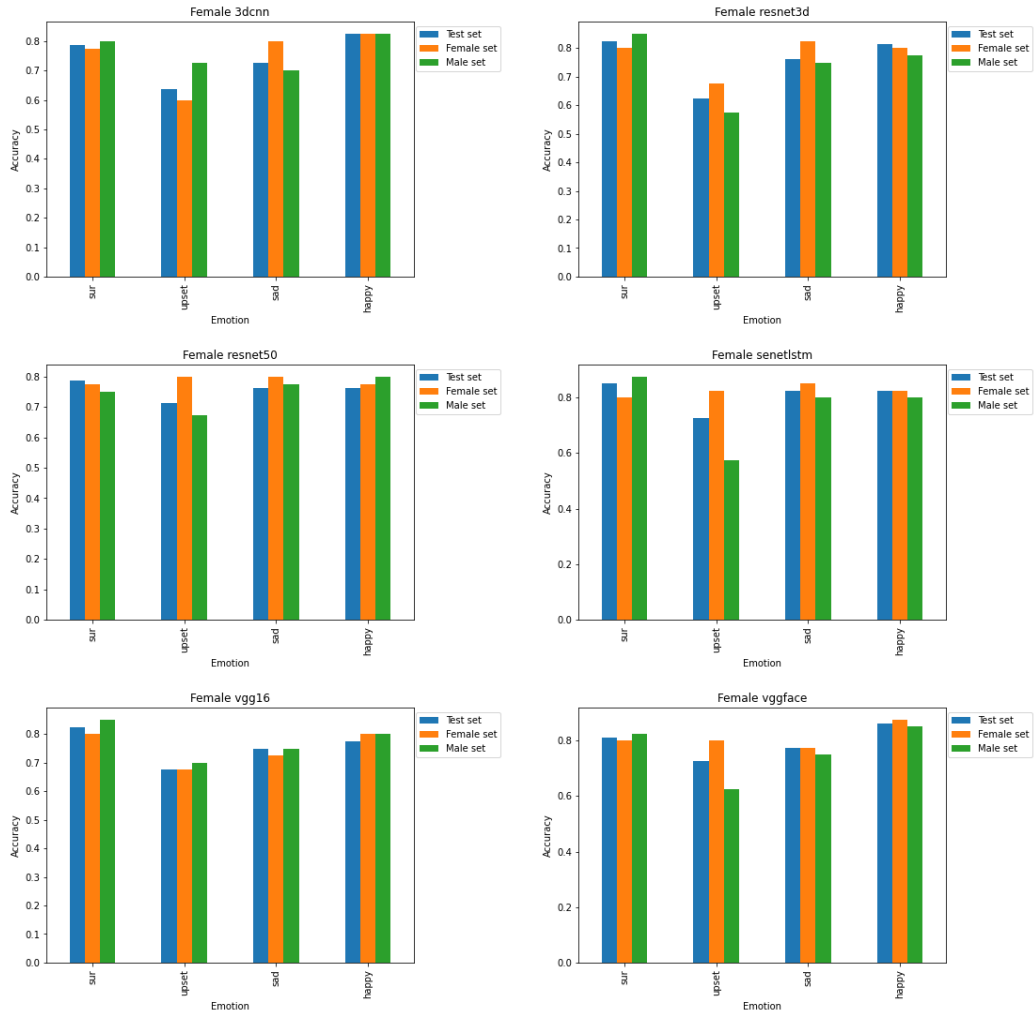 Female 3dcnn
Test set
Female set
Male set
0.8
0.7
0.6
0.5
0.4
0.3
0.2
0.1
0.0
Accuracy
sur
upset
sad
happy
Emotion
Female resnet3d
Test set
Female set
Male set
0.8
0.7
0.6
0.5
0.4
0.3
0.2
0.1
0.0
Accuracy
sur
upset
sad
happy
Emotion
Female resnet50
Test set
Female set
Male set
0.8
0.7
0.6
0.5
0.4
0.3
0.2
0.1
0.0
Accuracy
sur
upset
sad
happy
Emotion
Female senetlstm
Test set
Female set
Male set
0.8
0.6
0.4
0.2
0.0
Accuracy
sur
upset
sad
happy
Emotion
Female vgg16
Test set
Female set
Male set
0.8
0.7
0.6
0.5
0.4
0.3
0.2
0.1
0.0
Accuracy
sur
upset
sad
happy
Emotion
Female vggface
Test set
Female set
Male set
0.8
0.6
0.4
0.2
0.0
Accuracy
sur
upset
sad
happy
Emotion